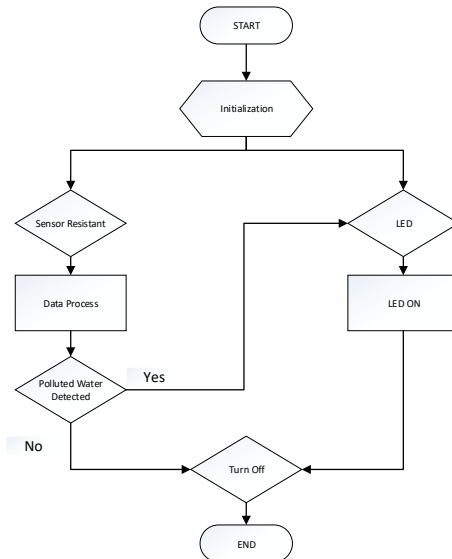 START
Initialization
Sensor Resistant
LED
Data Process
LED ON
Polluted Water
Detected
Yes
No
Turn Off
END